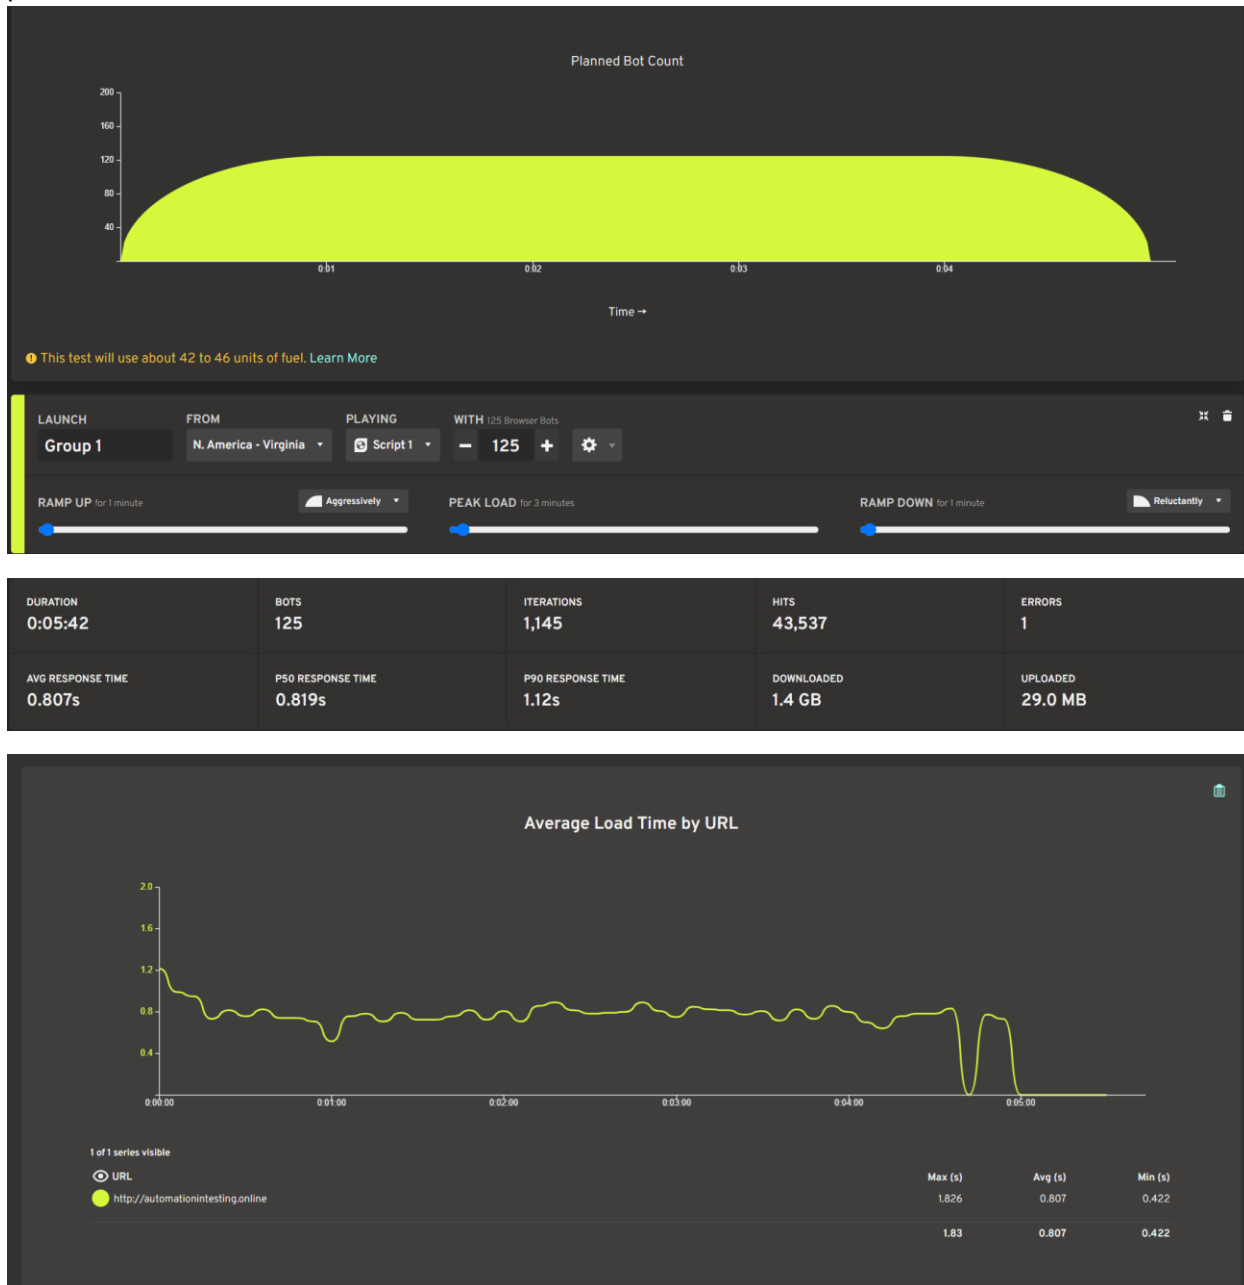 Planned Bot Count
200
160
120
80
40
0:01 0:02 0:03 0:04
Time →
This test will use about 42 to 46 units of fuel. Learn More
LAUNCH FROM PLAYING WITH 125 Browser Bots
Group 1 N. America - Virginia Script 1 − 125 +
RAMP UP for 1 minute Aggressively PEAK LOAD for 3 minutes RAMP DOWN for 1 minute Reluctantly
DURATION BOTS ITERATIONS HITS ERRORS
0:05:42 125 1,145 43,537 1
AVG RESPONSE TIME P50 RESPONSE TIME P90 RESPONSE TIME DOWNLOADED UPLOADED
0.807s 0.819s 1.12s 1.4 GB 29.0 MB
Average Load Time by URL
2.0
1.6
1.2
0.8
0.4
0:00:00 0:01:00 0:02:00 0:03:00 0:04:00 0:05:00
1 of 1 series visible
URL Max (s) Avg (s) Min (s)
http://automationintesting.online 1.826 0.807 0.422
1.83 0.807 0.422